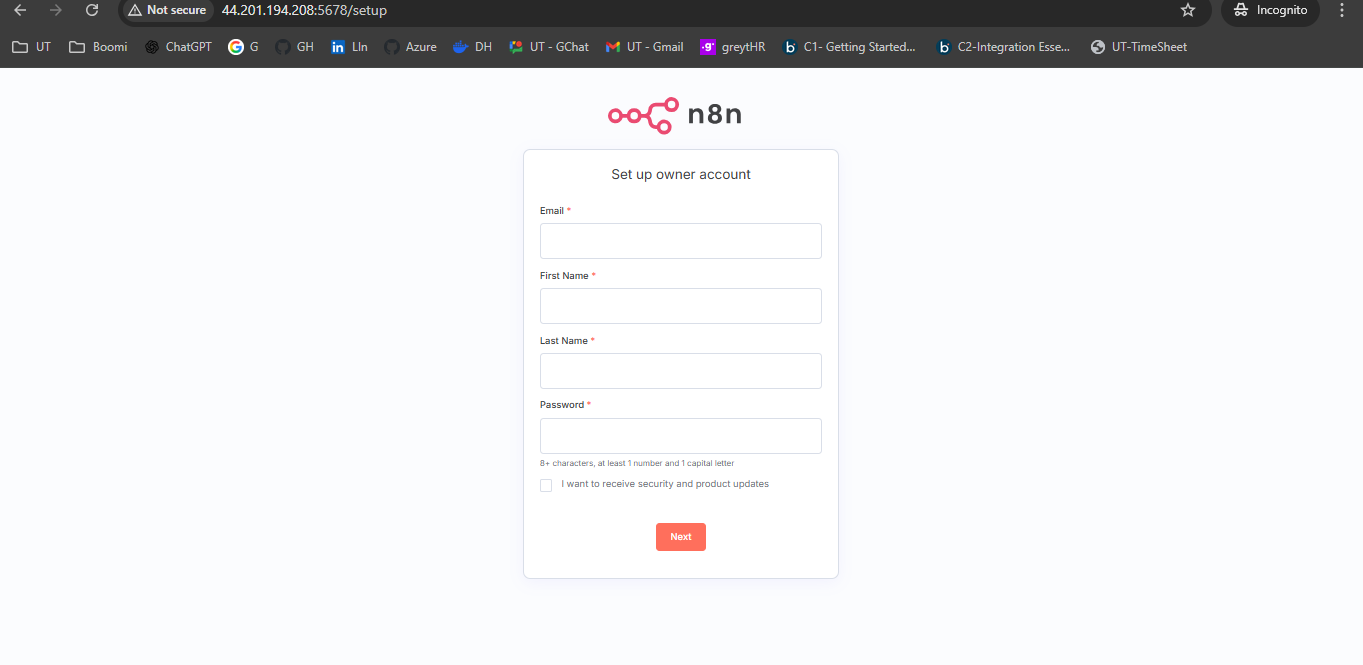 Not secure 44.201.194.208:5678/setup Incognito
UT Boomi ChatGPT G GH LIn Azure DH UT - GChat UT - Gmail greytHR C1- Getting Started... C2-Integration Esse... UT-TimeSheet
n8n
Set up owner account
Email *
First Name *
Last Name *
Password *
8+ characters, at least 1 number and 1 capital letter
I want to receive security and product updates
Next